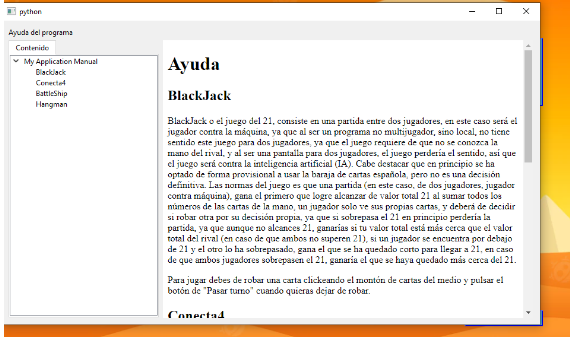 python
Ayuda del programa
Contenido
My Application Manual
BlackJack
Conecta4
BattleShip
Hangman
Ayuda
BlackJack
BlackJack o el juego del 21, consiste en una partida entre dos jugadores, en este caso será el
jugador contra la máquina, ya que al ser un programa no multijugador, sino local, no tiene
sentido este juego para dos jugadores, ya que el juego requiere de que no se conozca la
mano del rival, y al ser una pantalla para dos jugadores, el juego perdería el sentido, así que
el juego será contra la inteligencia artificial (IA). Cabe destacar que en principio se ha
optado de forma provisional a usar la baraja de cartas española, pero no es una decisión
definitiva. Las normas del juego es que una partida (en este caso, de dos jugadores, jugador
contra máquina), gana el primero que logre alcanzar de valor total 21 al sumar todos los
números de las cartas de la mano, un jugador solo ve sus propias cartas, y deberá de decidir
si robar otra por su decisión propia, ya que si sobrepasa el 21 en principio perdería la
partida, ya que aunque no alcances 21, ganarías si tu valor total está más cerca que el valor
total del rival (en caso de que ambos no superen 21), si un jugador se encuentra por debajo
de 21 y el otro lo ha sobrepasado, gana el que se ha quedado corto para llegar a 21, en caso
de que ambos jugadores sobrepasen el 21, ganaría el que se haya quedado más cerca del 21.
Para jugar debes de robar una carta clickeando el montón de cartas del medio y pulsar el
botón de "Pasar turno" cuando quieras dejar de robar.
Conecta4